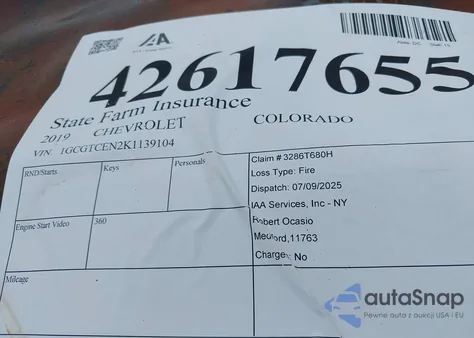 IAA
42617655
State Farm Insurance
2019 CHEVROLET COLORADO
VIN 1GCGTCEN2K1139104
RND/Starts
Keys
Personals
Engine Start Video
360
Mileage
Claim # 3286T680H
Loss Type: Fire
Dispatch: 07/09/2025
IAA Services, Inc - NY
Robert Ocasio
Medford,11763
Charge: No
autaSnap
Pewne auta z aukcji USA i EU